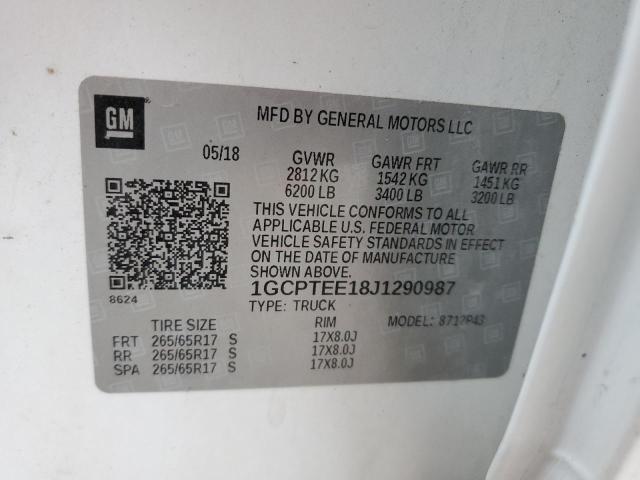 GM
MFD BY GENERAL MOTORS LLC
05/18 GVWR GAWR FRT GAWR RR
2812 KG 1542 KG 1451 KG
6200 LB 3400 LB 3200 LB
THIS VEHICLE CONFORMS TO ALL
APPLICABLE U.S. FEDERAL MOTOR
VEHICLE SAFETY STANDARDS IN EFFECT
ON THE DATE OF MANUFACTURE
SHOWN ABOVE.
1GCPTEE18J1290987
8624
TYPE: TRUCK
TIRE SIZE RIM MODEL:
FRT 265/65R17 S 17X8.0J
RR 265/65R17 S 17X8.0J
SPA 265/65R17 S 17X8.0J